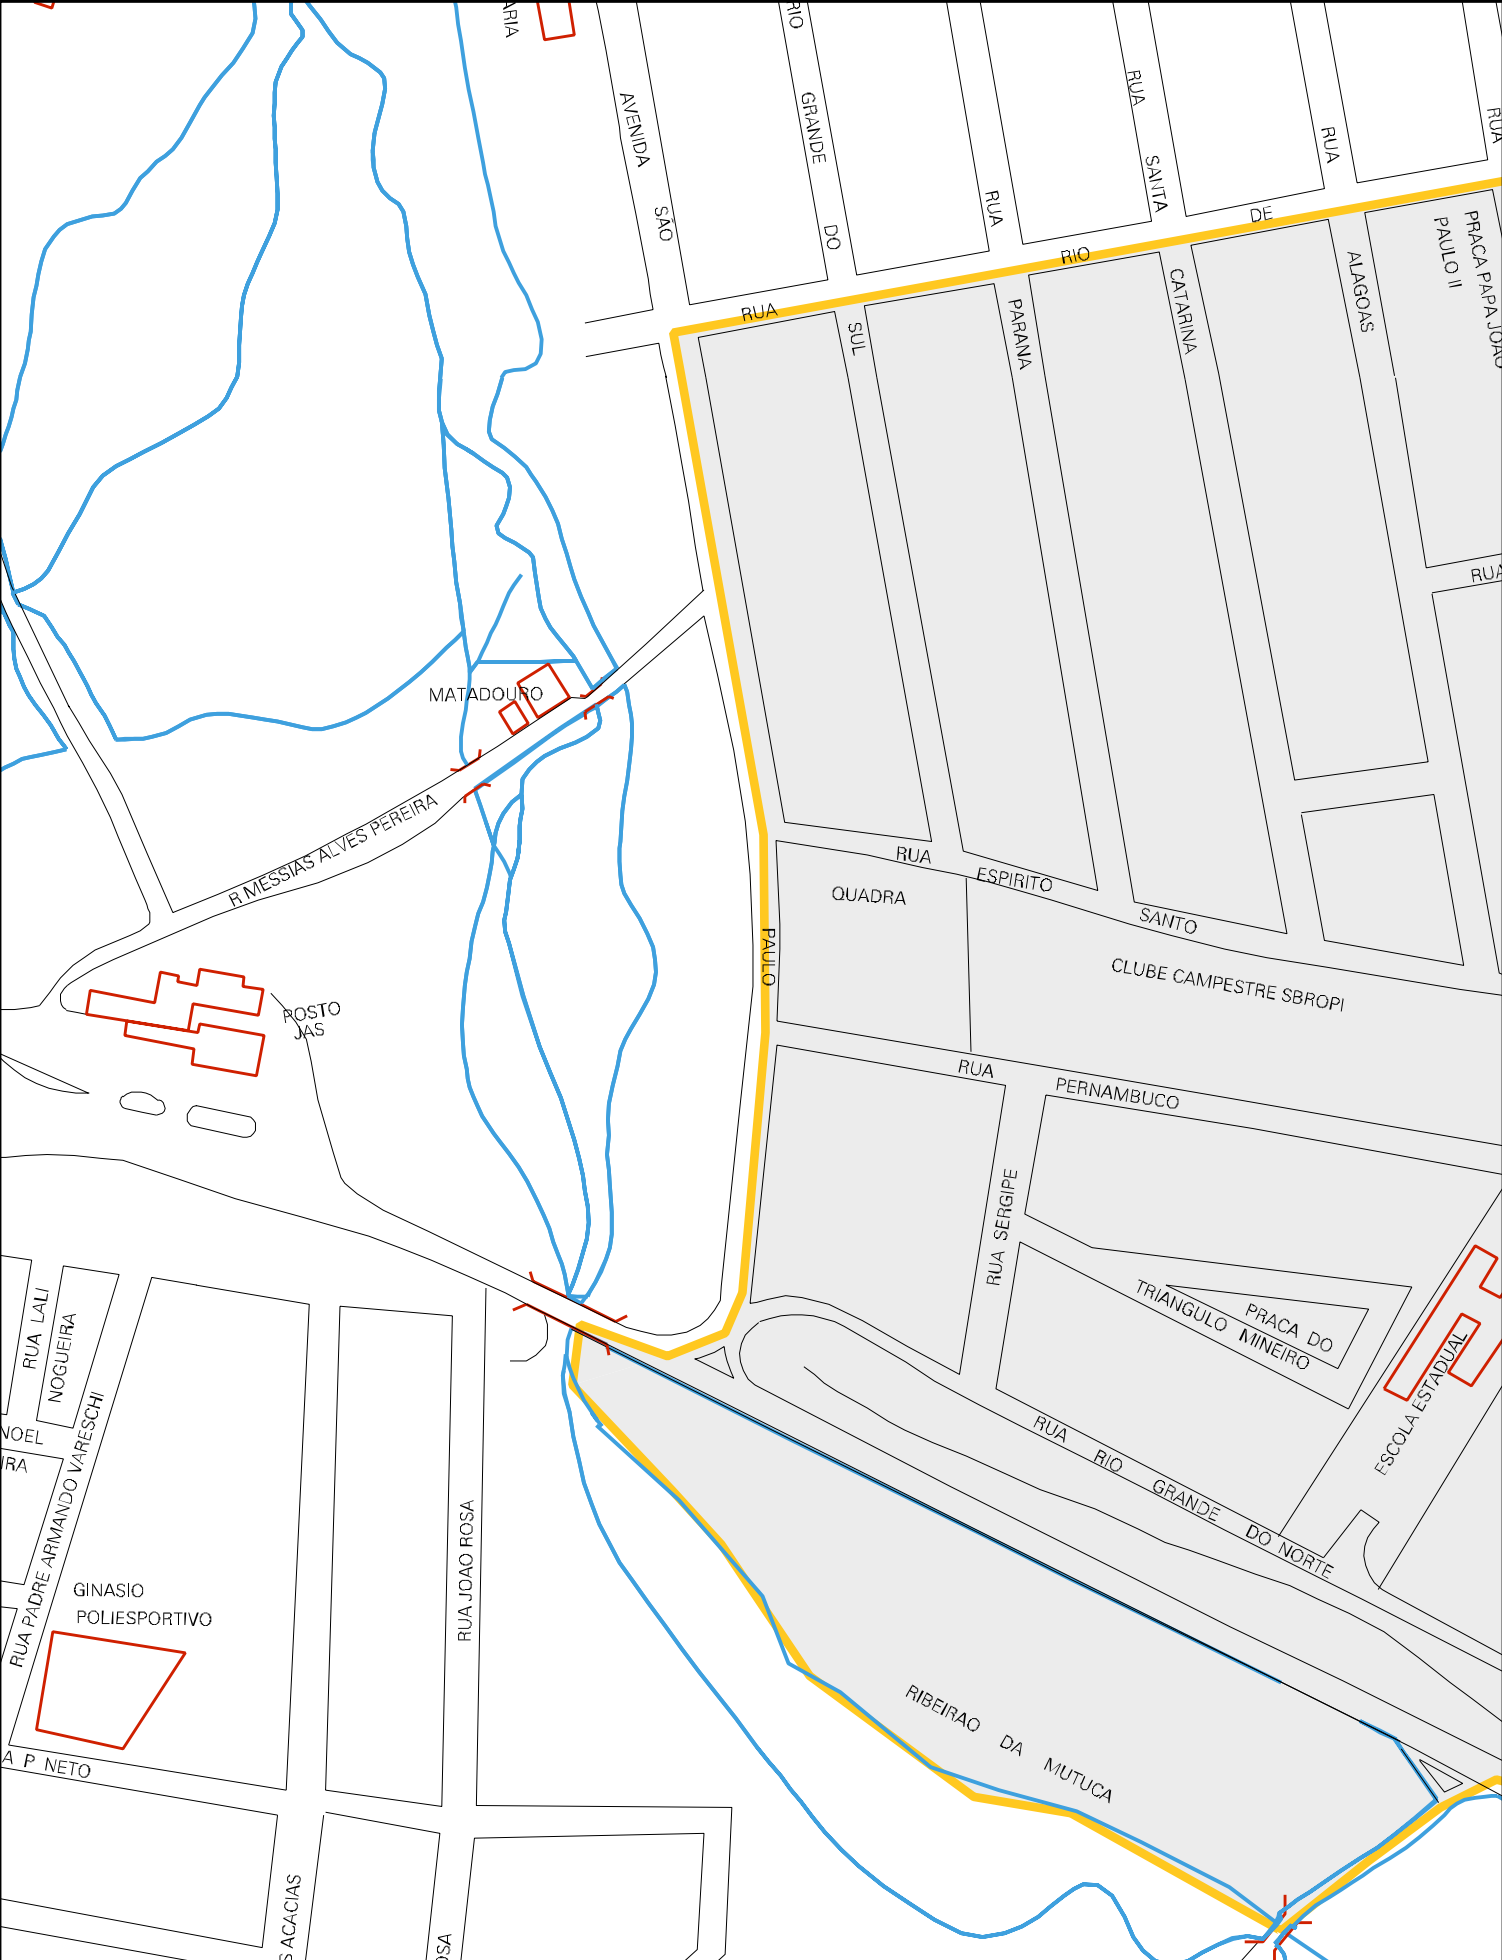 ARIA
RIO
GRANDE
DO
SUL
AVENIDA
SÃO
PAULO
RUA
PARANA
RUA
SANTA
CATARINA
RUA
ALAGOAS
RUA
PRACA PAPA JOAO
PAULO II
RUA
RIO
DE
RUA
MATADOURO
R MESSIAS ALVES PEREIRA
RUA
ESPIRITO
SANTO
QUADRA
CLUBE CAMPESTRE SBROPI
POSTO
JAS
RUA
PERNAMBUCO
RUA SERGIPE
TRIANGULO MINEIRO
PRACA DO
ESCOLA ESTADUAL
RUA RIO GRANDE DO NORTE
RUA LALI
NOGUEIRA
NOEL
IRA
RUA PADRE ARMANDO VARESCHI
RUA JOAO ROSA
GINASIO
POLIESPORTIVO
A P NETO
RIBEIRAO DA MUTUCA
S ACACIAS
OSA